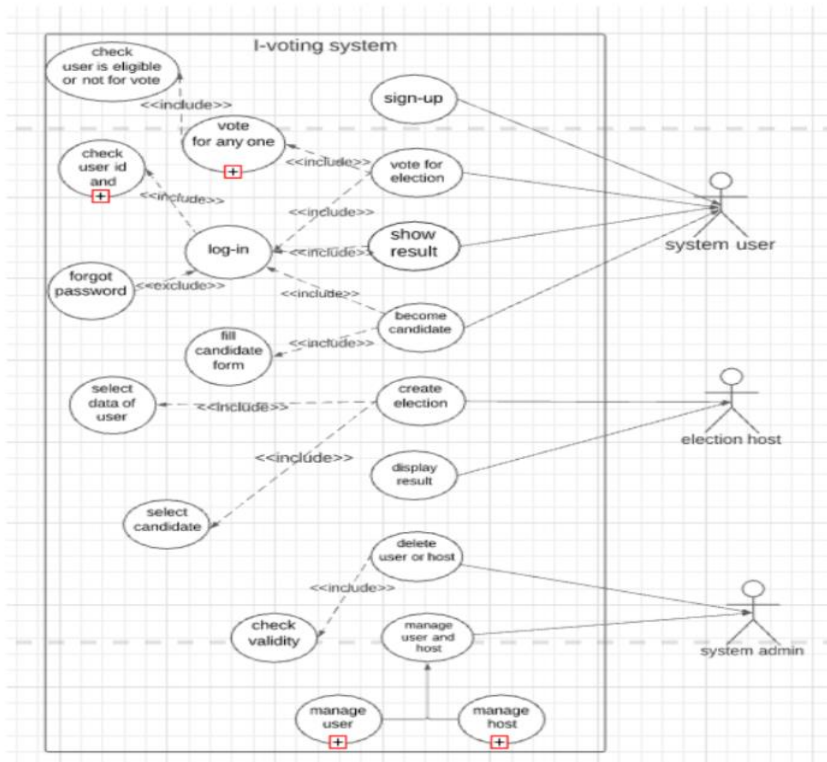 I-voting system
check
user is eligible
or not for vote
<<include>>
vote
for any one
sign-up
check
user id
and
<<include>>
<<include>>
vote for
election
<<include>>
log-in
<<include>>
show
result
system user
forgot
password
<<exclude>>
<<include>>
become
candidate
fill
candidate
form
<<include>>
select
data of
user
<<include>>
create
election
election host
<<include>>
display
result
select
candidate
delete
user or host
<<include>>
check
validity
manage
user and
host
system admin
manage
user
manage
host